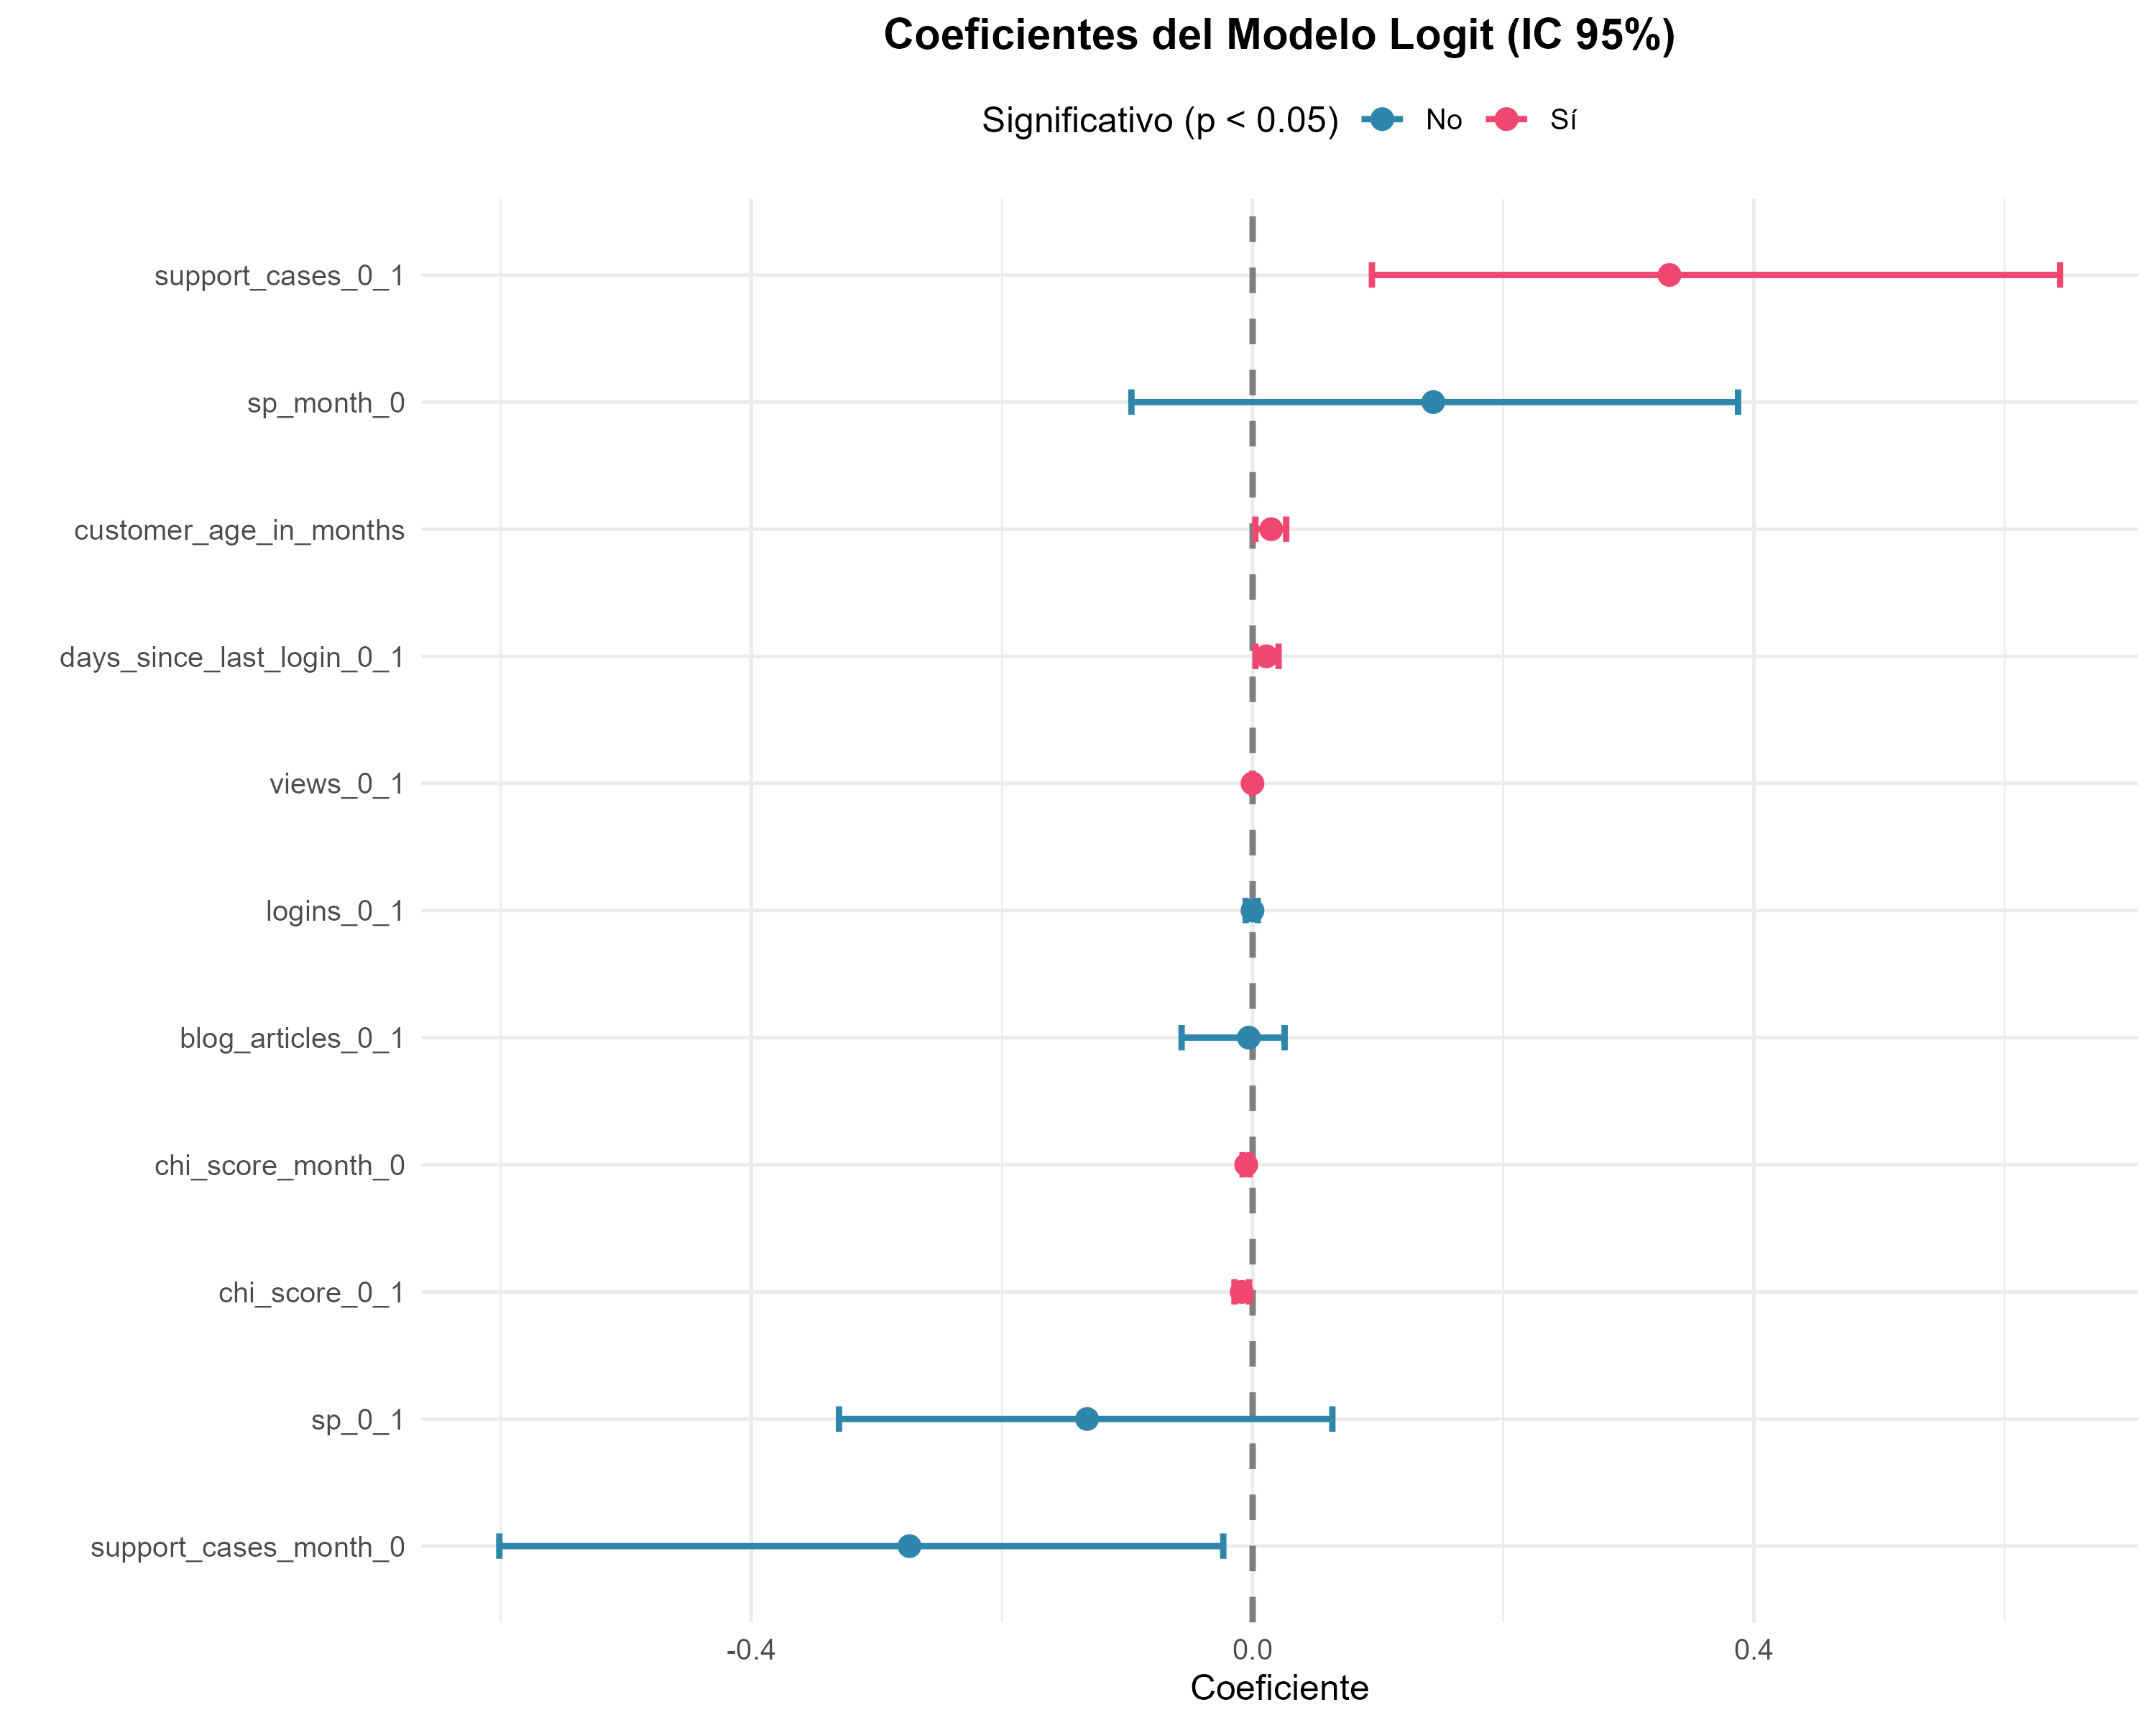 Coeficientes del Modelo Logit (IC 95%)
Significativo (p < 0.05) No Sí
support_cases_0_1
sp_month_0
customer_age_in_months
days_since_last_login_0_1
views_0_1
logins_0_1
blog_articles_0_1
chi_score_month_0
chi_score_0_1
sp_0_1
support_cases_month_0
-0.4 0.0 0.4
Coeficiente